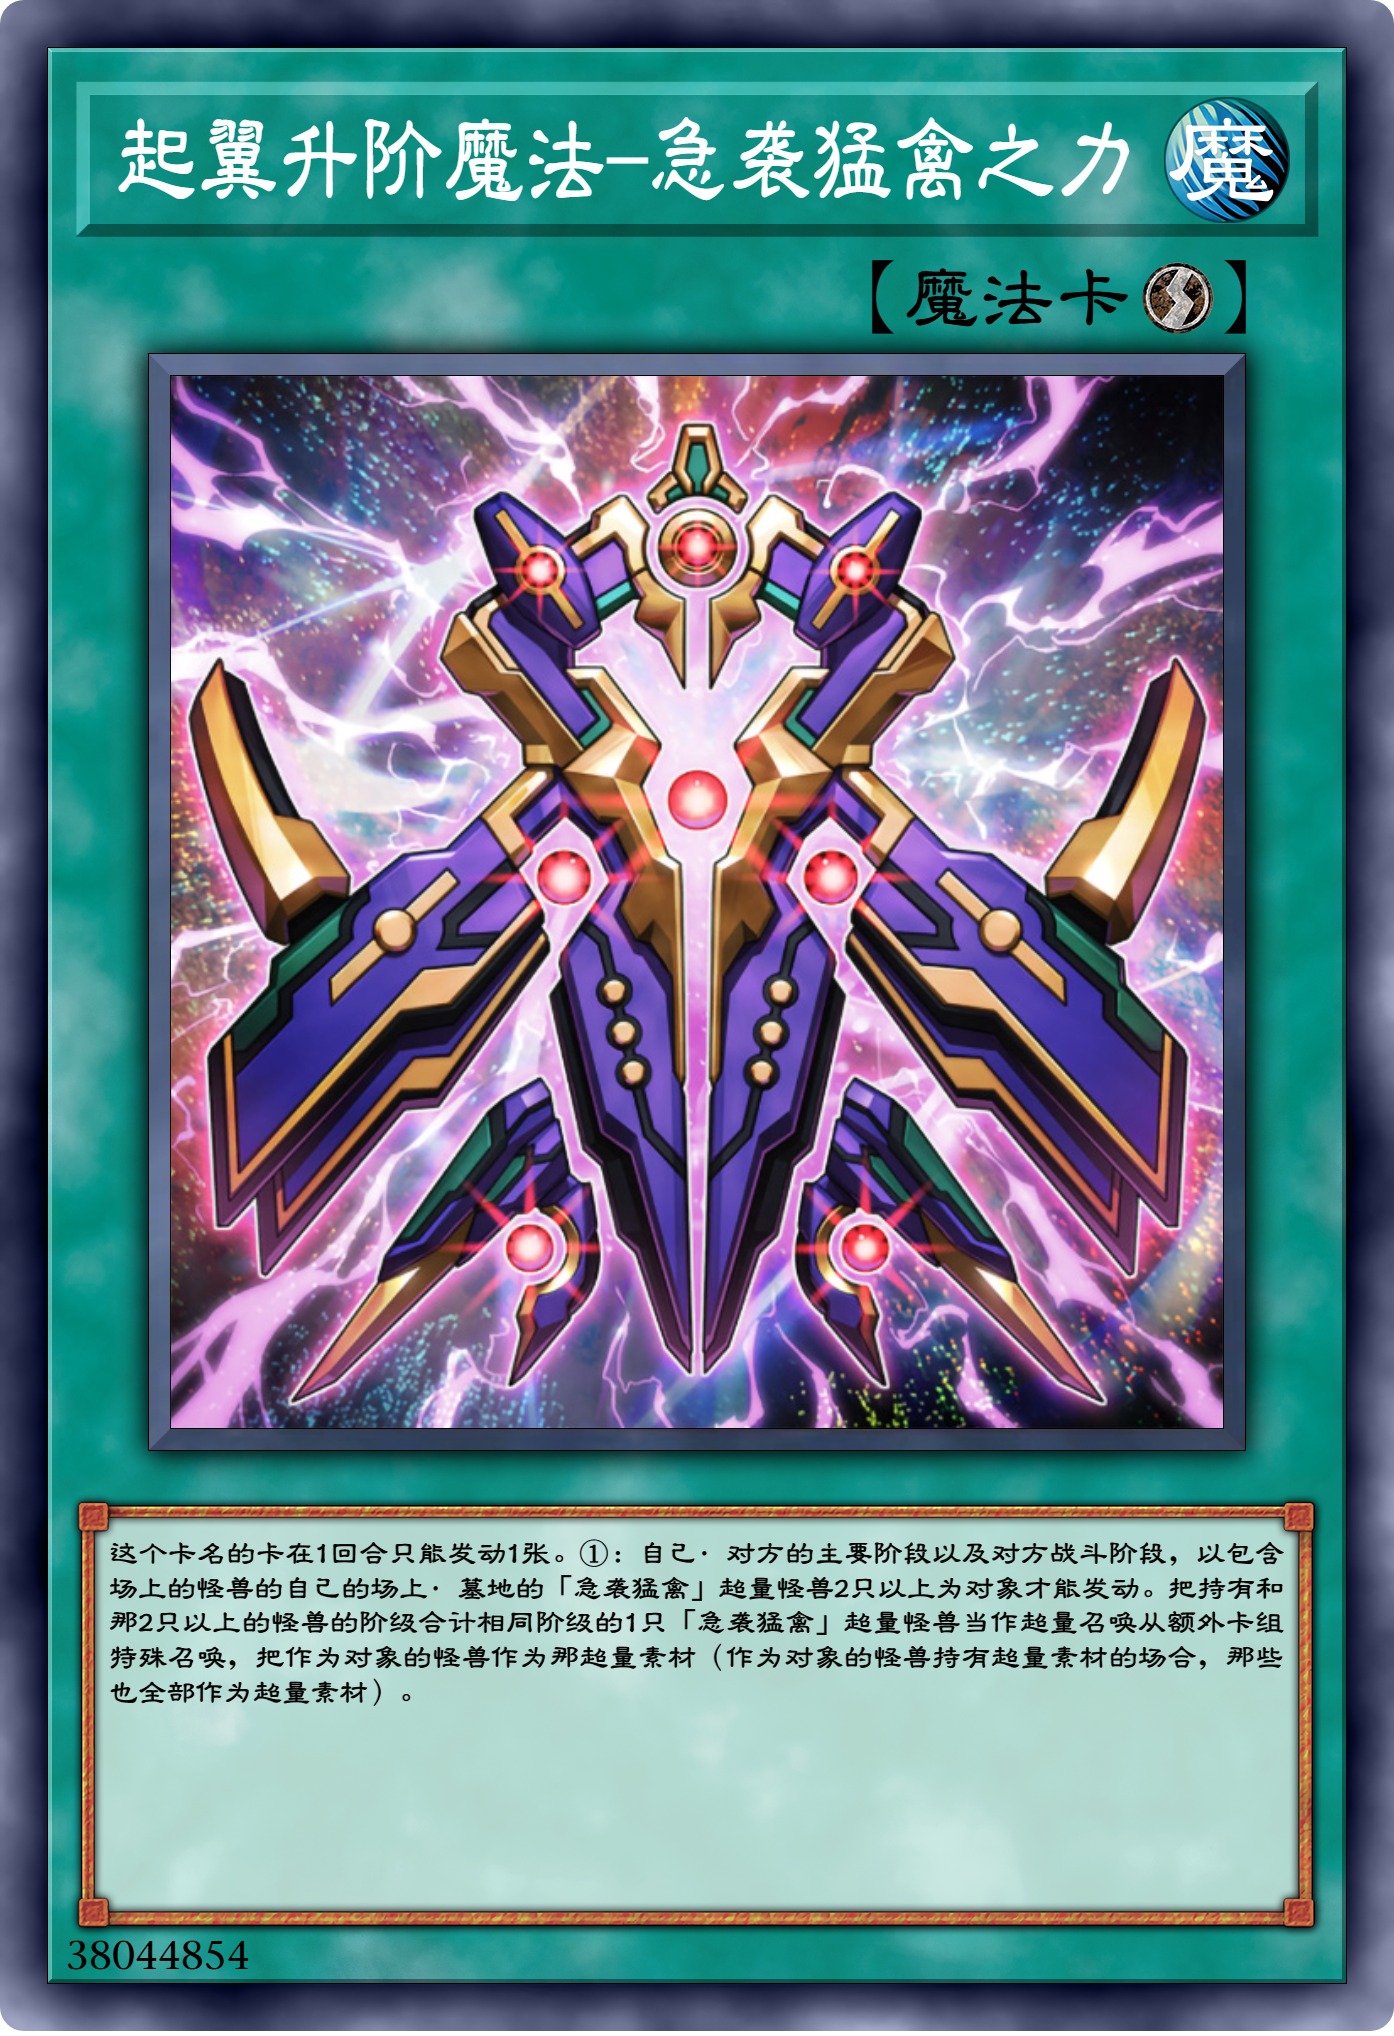 起翼升阶魔法-急袭猛禽之力 魔
【魔法卡】
这个卡名的卡在1回合只能发动1张。①：自己·对方的主要阶段以及对方战斗阶段，以包含
场上的怪兽的自己的场上·墓地的「急袭猛禽」超量怪兽2只以上为对象才能发动。把持有和
那2只以上的怪兽的阶级合计相同阶级的1只「急袭猛禽」超量怪兽当作超量召唤从额外卡组
特殊召唤，把作为对象的怪兽作为那超量素材（作为对象的怪兽持有超量素材的场合，那些
也全部作为超量素材）。
38044854